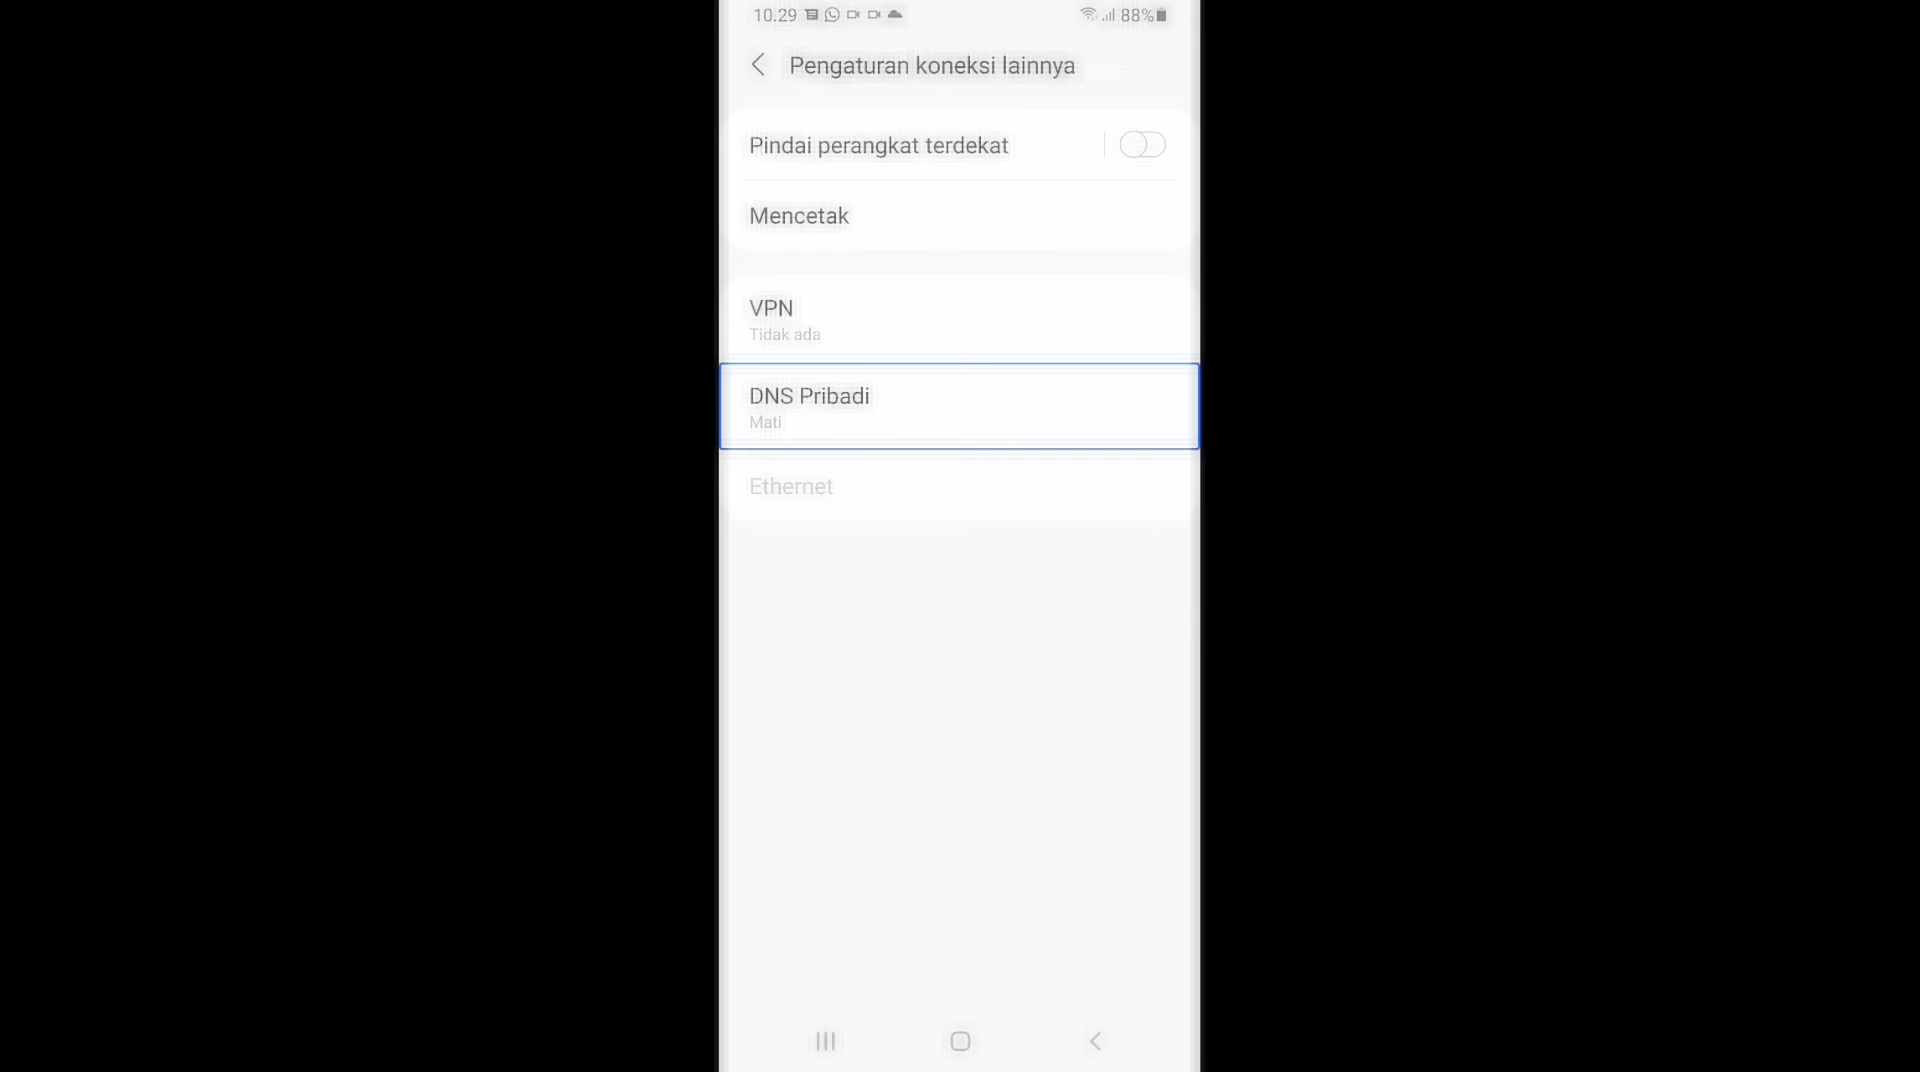 10.29 88%
Pengaturan koneksi lainnya
Pindai perangkat terdekat
Mencetak
VPN
Tidak ada
DNS Pribadi
Mati
Ethernet